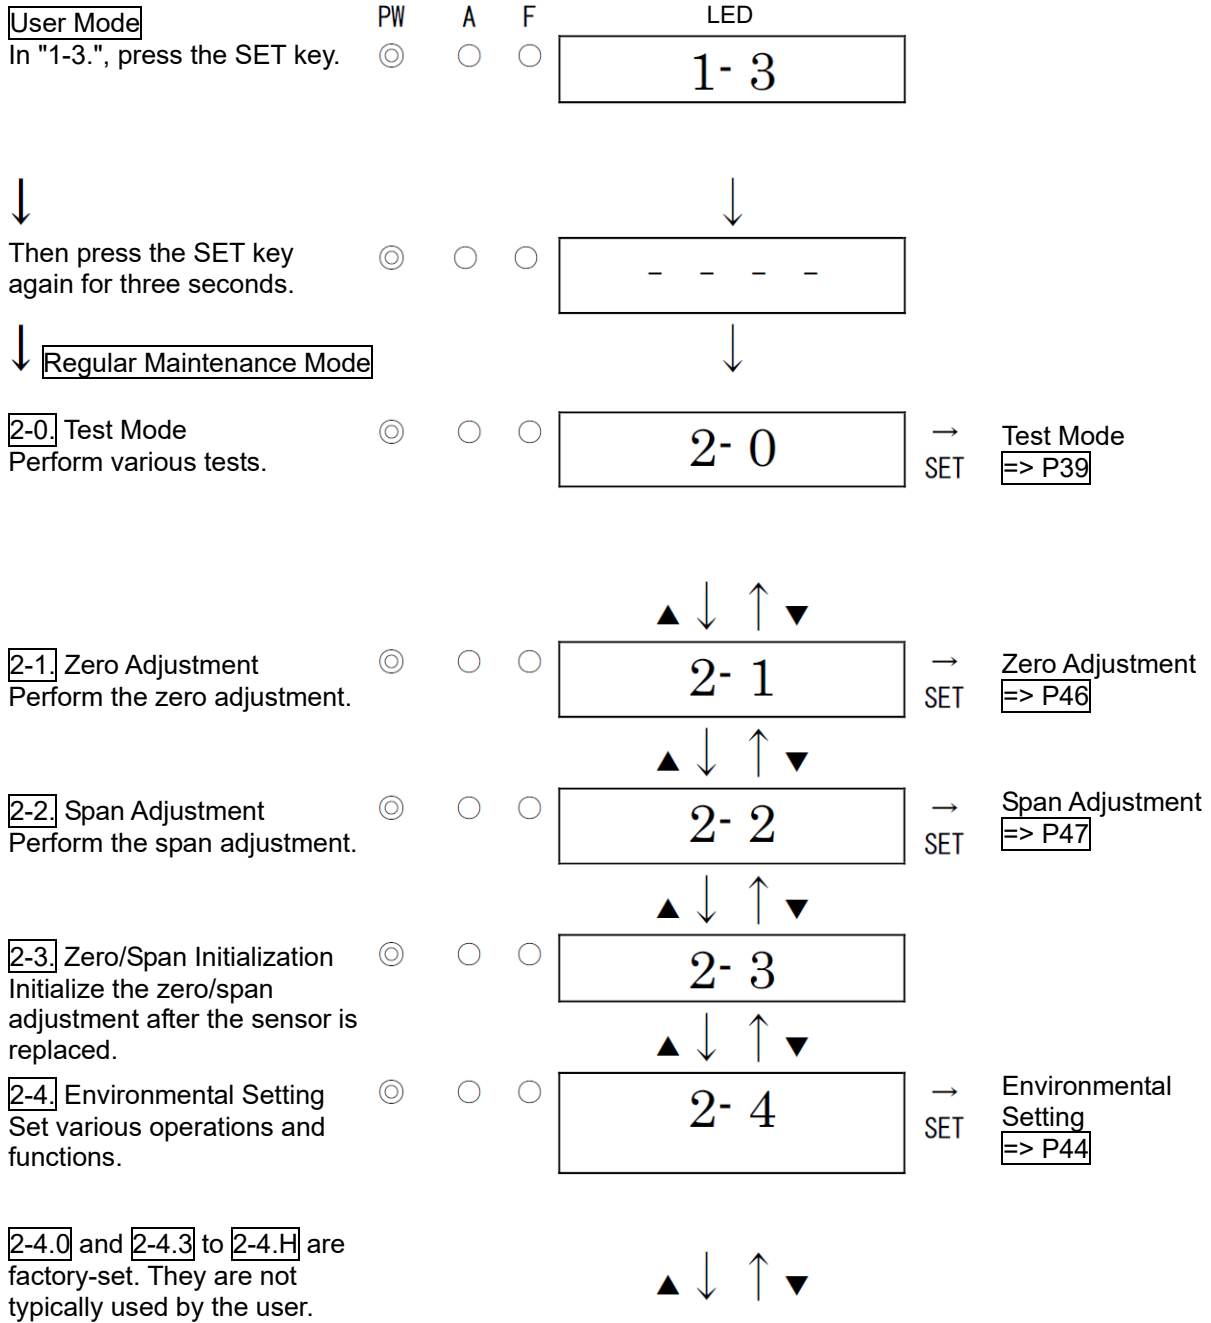 User Mode PW A F LED
In "1-3.", press the SET key. ◎ ○ ○ 1- 3
↓ ↓
Then press the SET key
again for three seconds. ◎ ○ ○ - - - -
↓ Regular Maintenance Mode ↓
2-0. Test Mode ◎ ○ ○ 2- 0 → Test Mode
Perform various tests. SET => P39
▲ ↓ ↑ ▼
2-1. Zero Adjustment ◎ ○ ○ 2- 1 → Zero Adjustment
Perform the zero adjustment. SET => P46
▲ ↓ ↑ ▼
2-2. Span Adjustment ◎ ○ ○ 2- 2 → Span Adjustment
Perform the span adjustment. SET => P47
▲ ↓ ↑ ▼
2-3. Zero/Span Initialization ◎ ○ ○ 2- 3
Initialize the zero/span
adjustment after the sensor is
replaced.
▲ ↓ ↑ ▼
2-4. Environmental Setting ◎ ○ ○ 2- 4 → Environmental
Set various operations and SET Setting
functions. => P44
2-4.0 and 2-4.3 to 2-4.H are
factory-set. They are not
typically used by the user.
▲ ↓ ↑ ▼